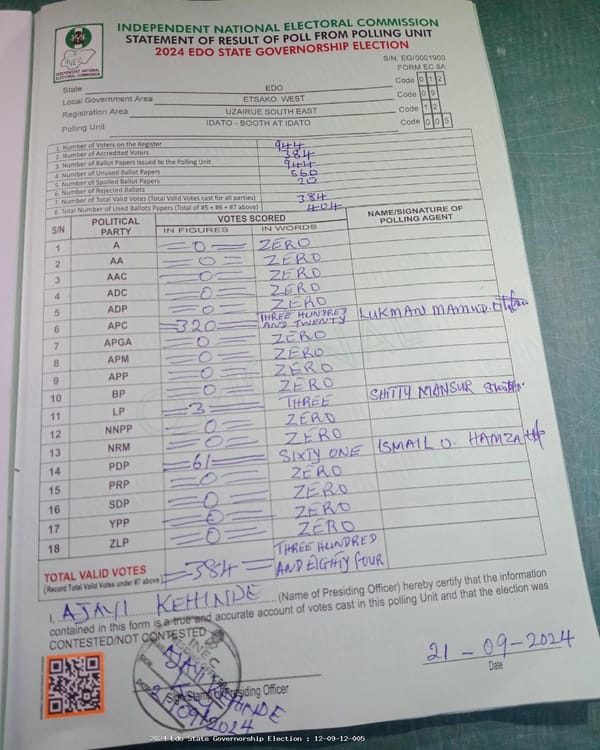 INDEPENDENT NATIONAL ELECTORAL COMMISSION
STATEMENT OF RESULT OF POLL FROM POLLING UNIT
2024 EDO STATE GOVERNORSHIP ELECTION
INEC
INDEPENDENT NATIONAL ELECTORAL COMMISSION
S/N: EG/0001900
FORM EC 8A
State EDO Code 0 1 2
Local Government Area ETSAKO WEST Code 0 9
Registration Area UZAIRUE SOUTH EAST Code 1 2
Polling Unit IDATO - BOOTH AT IDATO Code 0 0 5
1. Number of Voters on the Register 944
2. Number of Accredited Voters 384
3. Number of Ballot Papers Issued to the Polling Unit 944
4. Number of Unused Ballot Papers 560
5. Number of Spoiled Ballot Papers 20
6. Number of Rejected Ballots
7. Number of Total Valid Votes (Total Valid Votes cast for all parties) 384
8. Total Number of Used Ballots Papers (Total of #5 + #6 + #7 above) 404
S/N POLITICAL PARTY VOTES SCORED NAME/SIGNATURE OF POLLING AGENT
IN FIGURES IN WORDS
1 A 0 ZERO
2 AA 0 ZERO
3 AAC 0 ZERO
4 ADC 0 ZERO
5 ADP 0 ZERO
6 APC 320 THREE HUNDRED AND TWENTY LUKMAN MAMUD
7 APGA 0 ZERO
8 APM 0 ZERO
9 APP 0 ZERO
10 BP 0 ZERO
11 LP 3 THREE SHITTY MANSUR
12 NNPP 0 ZERO
13 NRM 0 ZERO
14 PDP 61 SIXTY ONE ISMAIL O. HAMZA
15 PRP 0 ZERO
16 SDP 0 ZERO
17 YPP 0 ZERO
18 ZLP 0 ZERO
TOTAL VALID VOTES 384 THREE HUNDRED AND EIGHTY FOUR
(Record Total Valid Votes under #7 above)
I, AJAYI KEHINDE (Name of Presiding Officer) hereby certify that the information
contained in this form is a true and accurate account of votes cast in this polling Unit and that the election was
CONTESTED/NOT CONTESTED
INEC
AJAYI
KEHINDE
21/09/2024
Sign/Stamp of Presiding Officer
21-09-2024
Date
2024 Edo State Governorship Election : 12-09-12-005